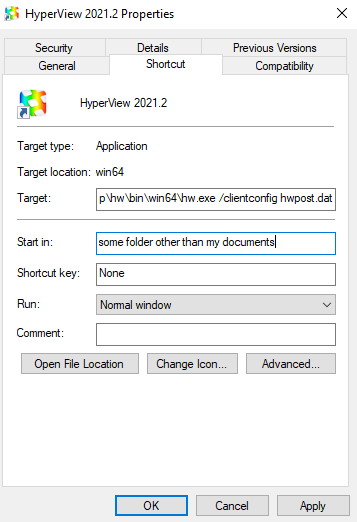 HyperView 2021.2 Properties
Security Details Previous Versions
General Shortcut Compatibility
HyperView 2021.2
Target type: Application
Target location: win64
Target: p\hw\bin\win64\hw.exe /clientconfig hwpost.dat
Start in: some folder other than my documents
Shortcut key: None
Run: Normal window
Comment:
Open File Location Change Icon... Advanced...
OK Cancel Apply